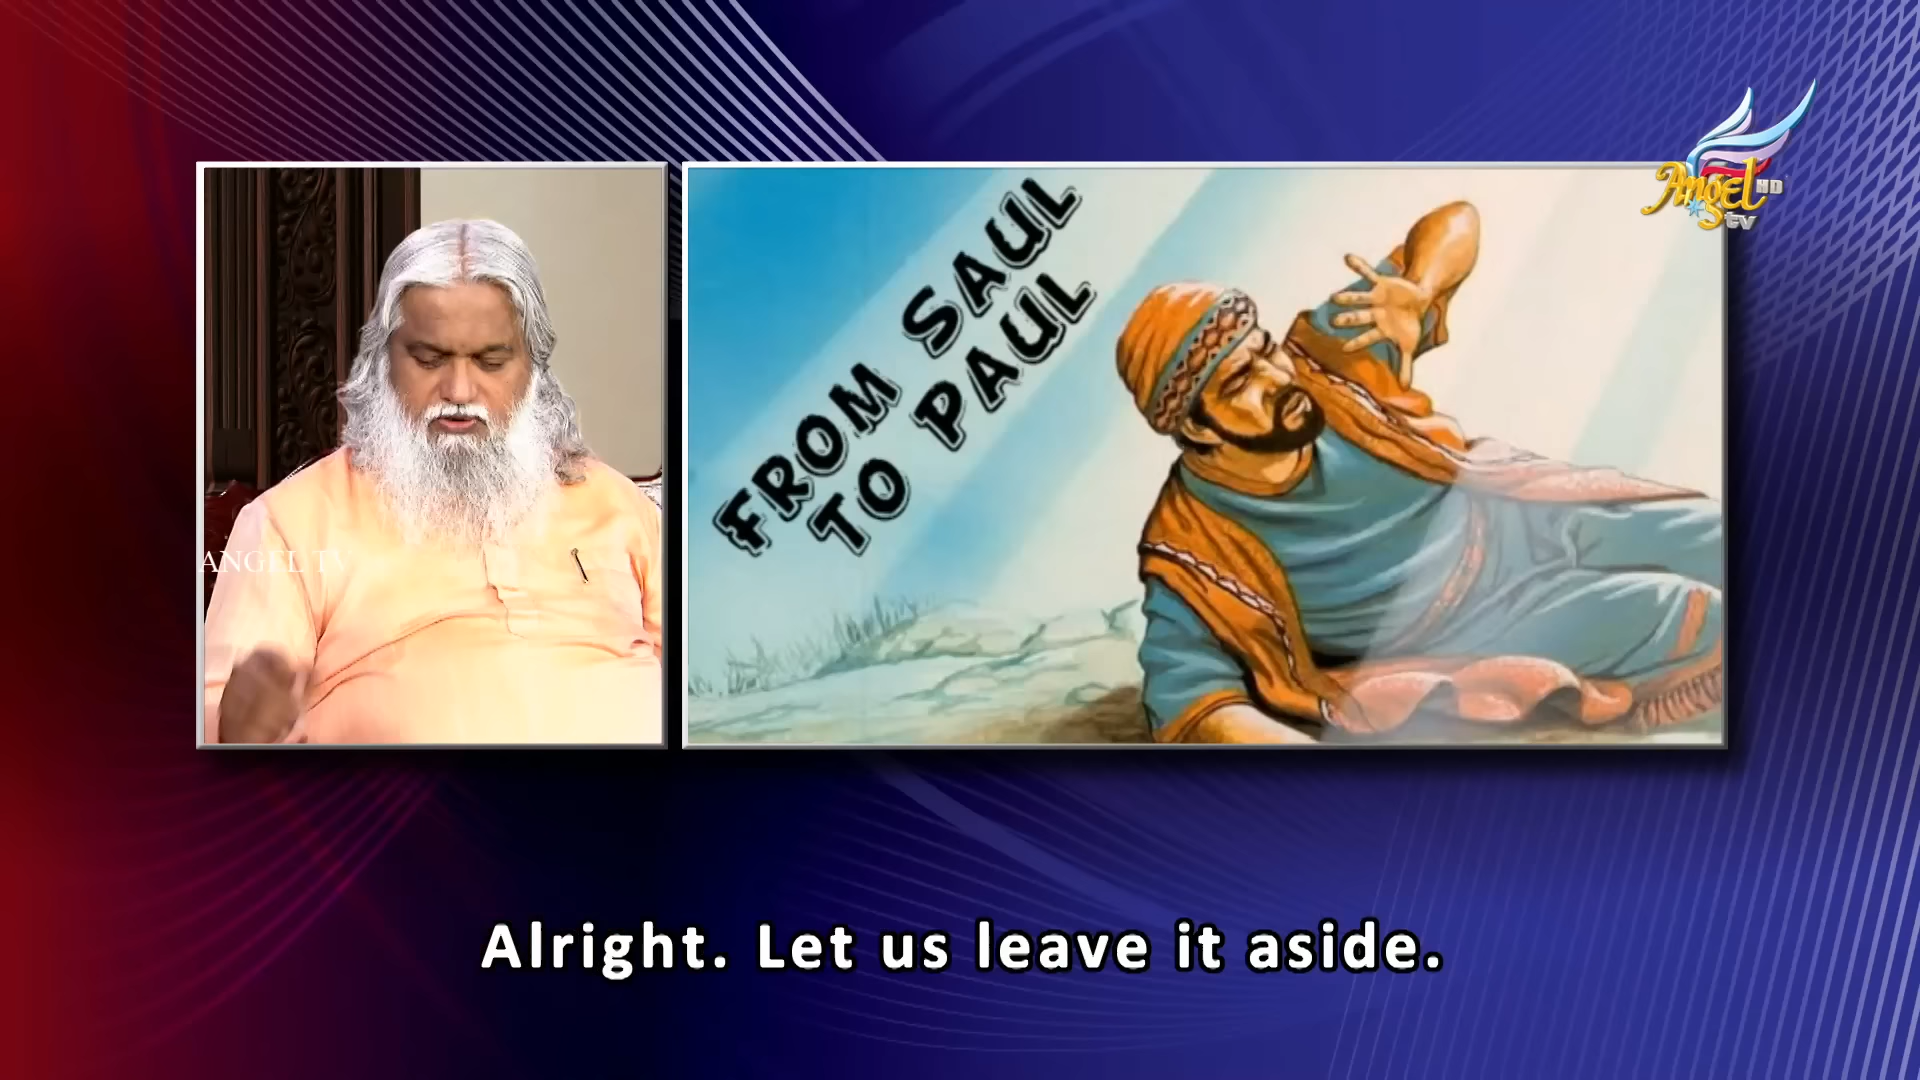 Angel HD
tv
FROM SAUL
TO PAUL
ANGEL TV
Alright. Let us leave it aside.